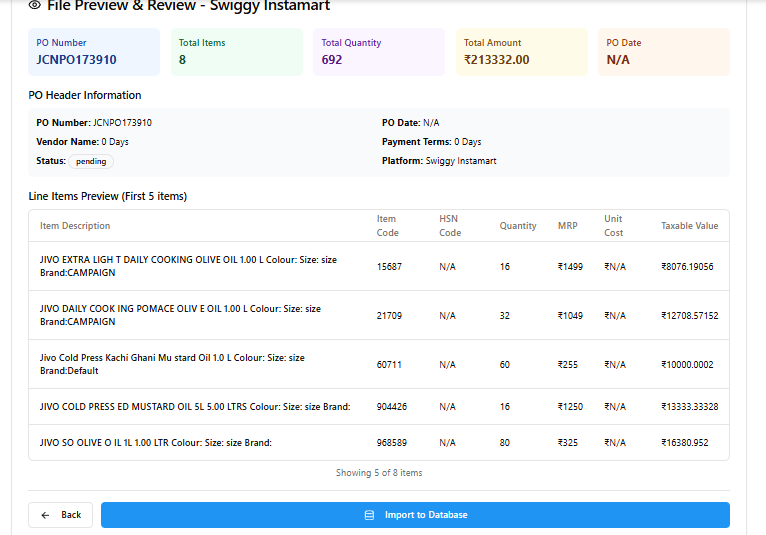 File Preview & Review - Swiggy Instamart
PO Number
JCNPO173910
Total Items
8
Total Quantity
692
Total Amount
₹213332.00
PO Date
N/A
PO Header Information
PO Number: JCNPO173910
PO Date: N/A
Vendor Name: 0 Days
Payment Terms: 0 Days
Status: pending
Platform: Swiggy Instamart
Line Items Preview (First 5 items)
Item Description Item Code HSN Code Quantity MRP Unit Cost Taxable Value
JIVO EXTRA LIGH T DAILY COOKING OLIVE OIL 1.00 L Colour: Size: size
Brand:CAMPAIGN
15687 N/A 16 ₹1499 ₹N/A ₹8076.19056
JIVO DAILY COOK ING POMACE OLIV E OIL 1.00 L Colour: Size: size
Brand:CAMPAIGN
21709 N/A 32 ₹1049 ₹N/A ₹12708.57152
Jivo Cold Press Kachi Ghani Mu stard Oil 1.0 L Colour: Size: size
Brand:Default
60711 N/A 60 ₹255 ₹N/A ₹10000.0002
JIVO COLD PRESS ED MUSTARD OIL 5L 5.00 LTRS Colour: Size: size Brand: 904426 N/A 16 ₹1250 ₹N/A ₹13333.33328
JIVO SO OLIVE O IL 1L 1.00 LTR Colour: Size: size Brand: 968589 N/A 80 ₹325 ₹N/A ₹16380.952
Showing 5 of 8 items
Back
Import to Database